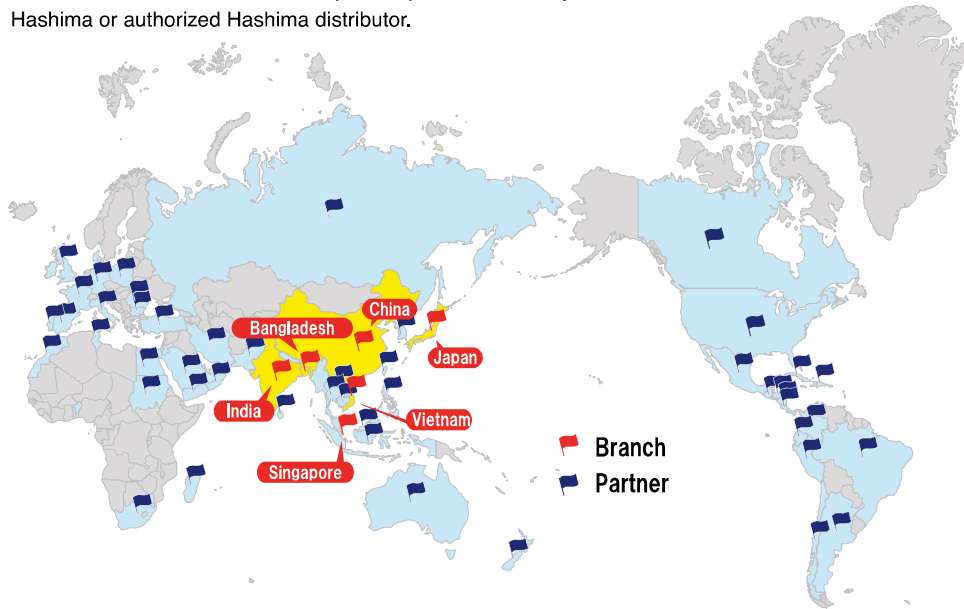 Hashima or authorized Hashima distributor.
China
Bangladesh
Japan
India
Vietnam
Singapore
Branch
Partner